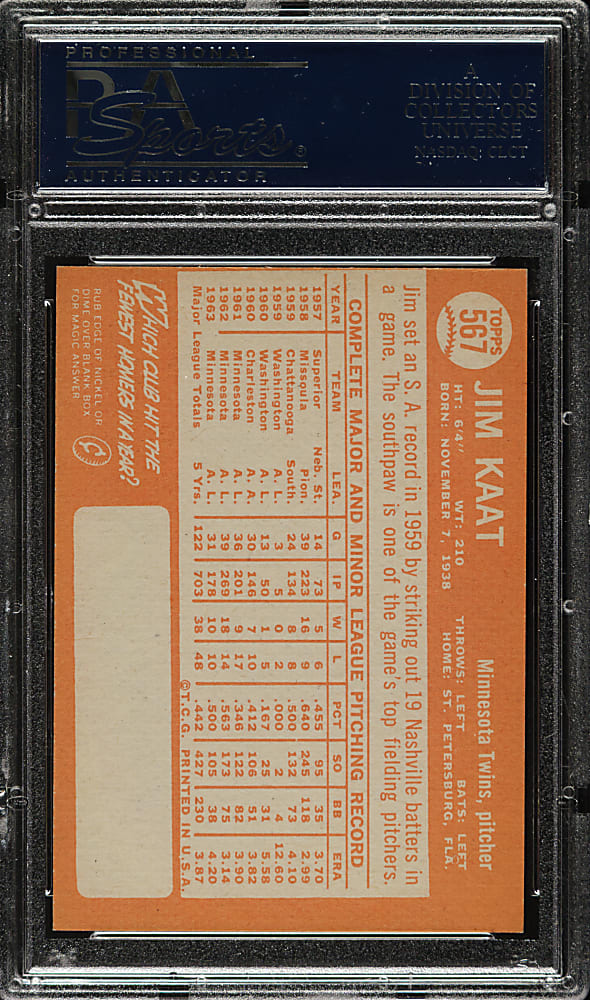 PROFESSIONAL
PSA
Sports®
AUTHENTICATOR
A
DIVISION OF
COLLECTORS
UNIVERSE
NASDAQ: CLCT
TOPPS
567
JIM KAAT
Minnesota Twins, pitcher
HT: 6'4" WT: 210 THROWS: LEFT BATS: LEFT
BORN: NOVEMBER 7, 1938 HOME: ST. PETERSBURG, FLA.
Jim set an S. A. record in 1959 by striking out 19 Nashville batters in
a game. The southpaw is one of the game's top fielding pitchers.
COMPLETE MAJOR AND MINOR LEAGUE PITCHING RECORD
YEAR TEAM LEA. G IP W L PCT SO BB ERA
1957 Superior Neb. St. 14 73 5 6 .455 95 35 3.70
1958 Missoula Pion. 39 223 16 9 .640 245 118 2.99
1959 Chattanooga South. 24 134 8 8 .500 132 73 4.10
1959 Washington A. L. 3 5 0 2 .000 2 4 12.60
1960 Washington A. L. 13 50 1 5 .167 25 31 5.58
1960 Charleston A. A. 30 146 7 10 .412 106 31 3.82
1961 Minnesota A. L. 36 201 9 17 .346 122 82 3.90
1962 Minnesota A. L. 39 269 18 14 .563 173 75 3.14
1963 Minnesota A. L. 31 178 10 10 .500 105 38 4.20
Major League Totals 5 Yrs. 122 703 38 48 .442 427 230 3.87
©T.C.G. PRINTED IN U.S.A.
WHICH CLUB HIT THE
FEWEST HOMERS IN A YEAR?
RUB EDGE OF NICKEL OR
DIME OVER BLANK BOX
FOR MAGIC ANSWER